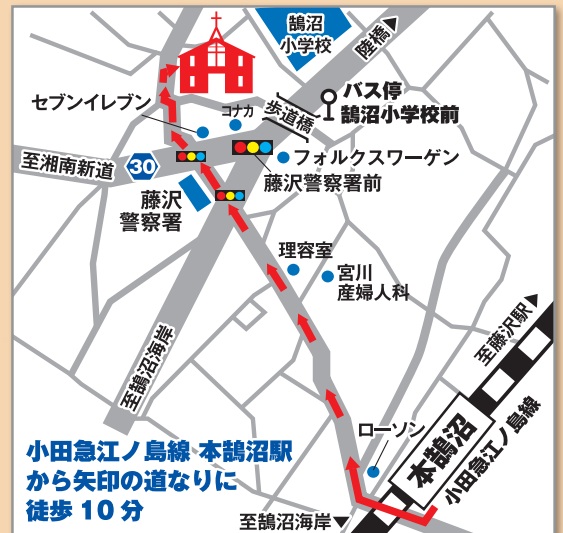 鵠沼
小学校
陸橋▶
バス停
鵠沼小学校前
セブンイレブン
コナカ
歩道橋
至湘南新道
30
フォルクスワーゲン
藤沢警察署前
藤沢
警察署
理容室
宮川
産婦人科
至藤沢駅▶
至鵠沼海岸
ローソン
本鵠沼
小田急江ノ島線
小田急江ノ島線 本鵠沼駅
から矢印の道なりに
徒歩 10 分
至鵠沼海岸▼